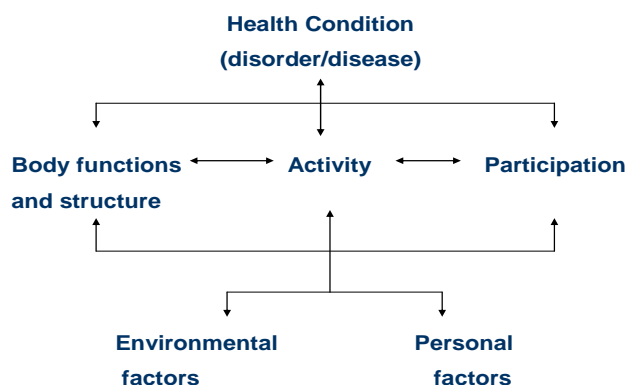 Health Condition
(disorder/disease)
Body functions
and structure
Activity
Participation
Environmental
factors
Personal
factors